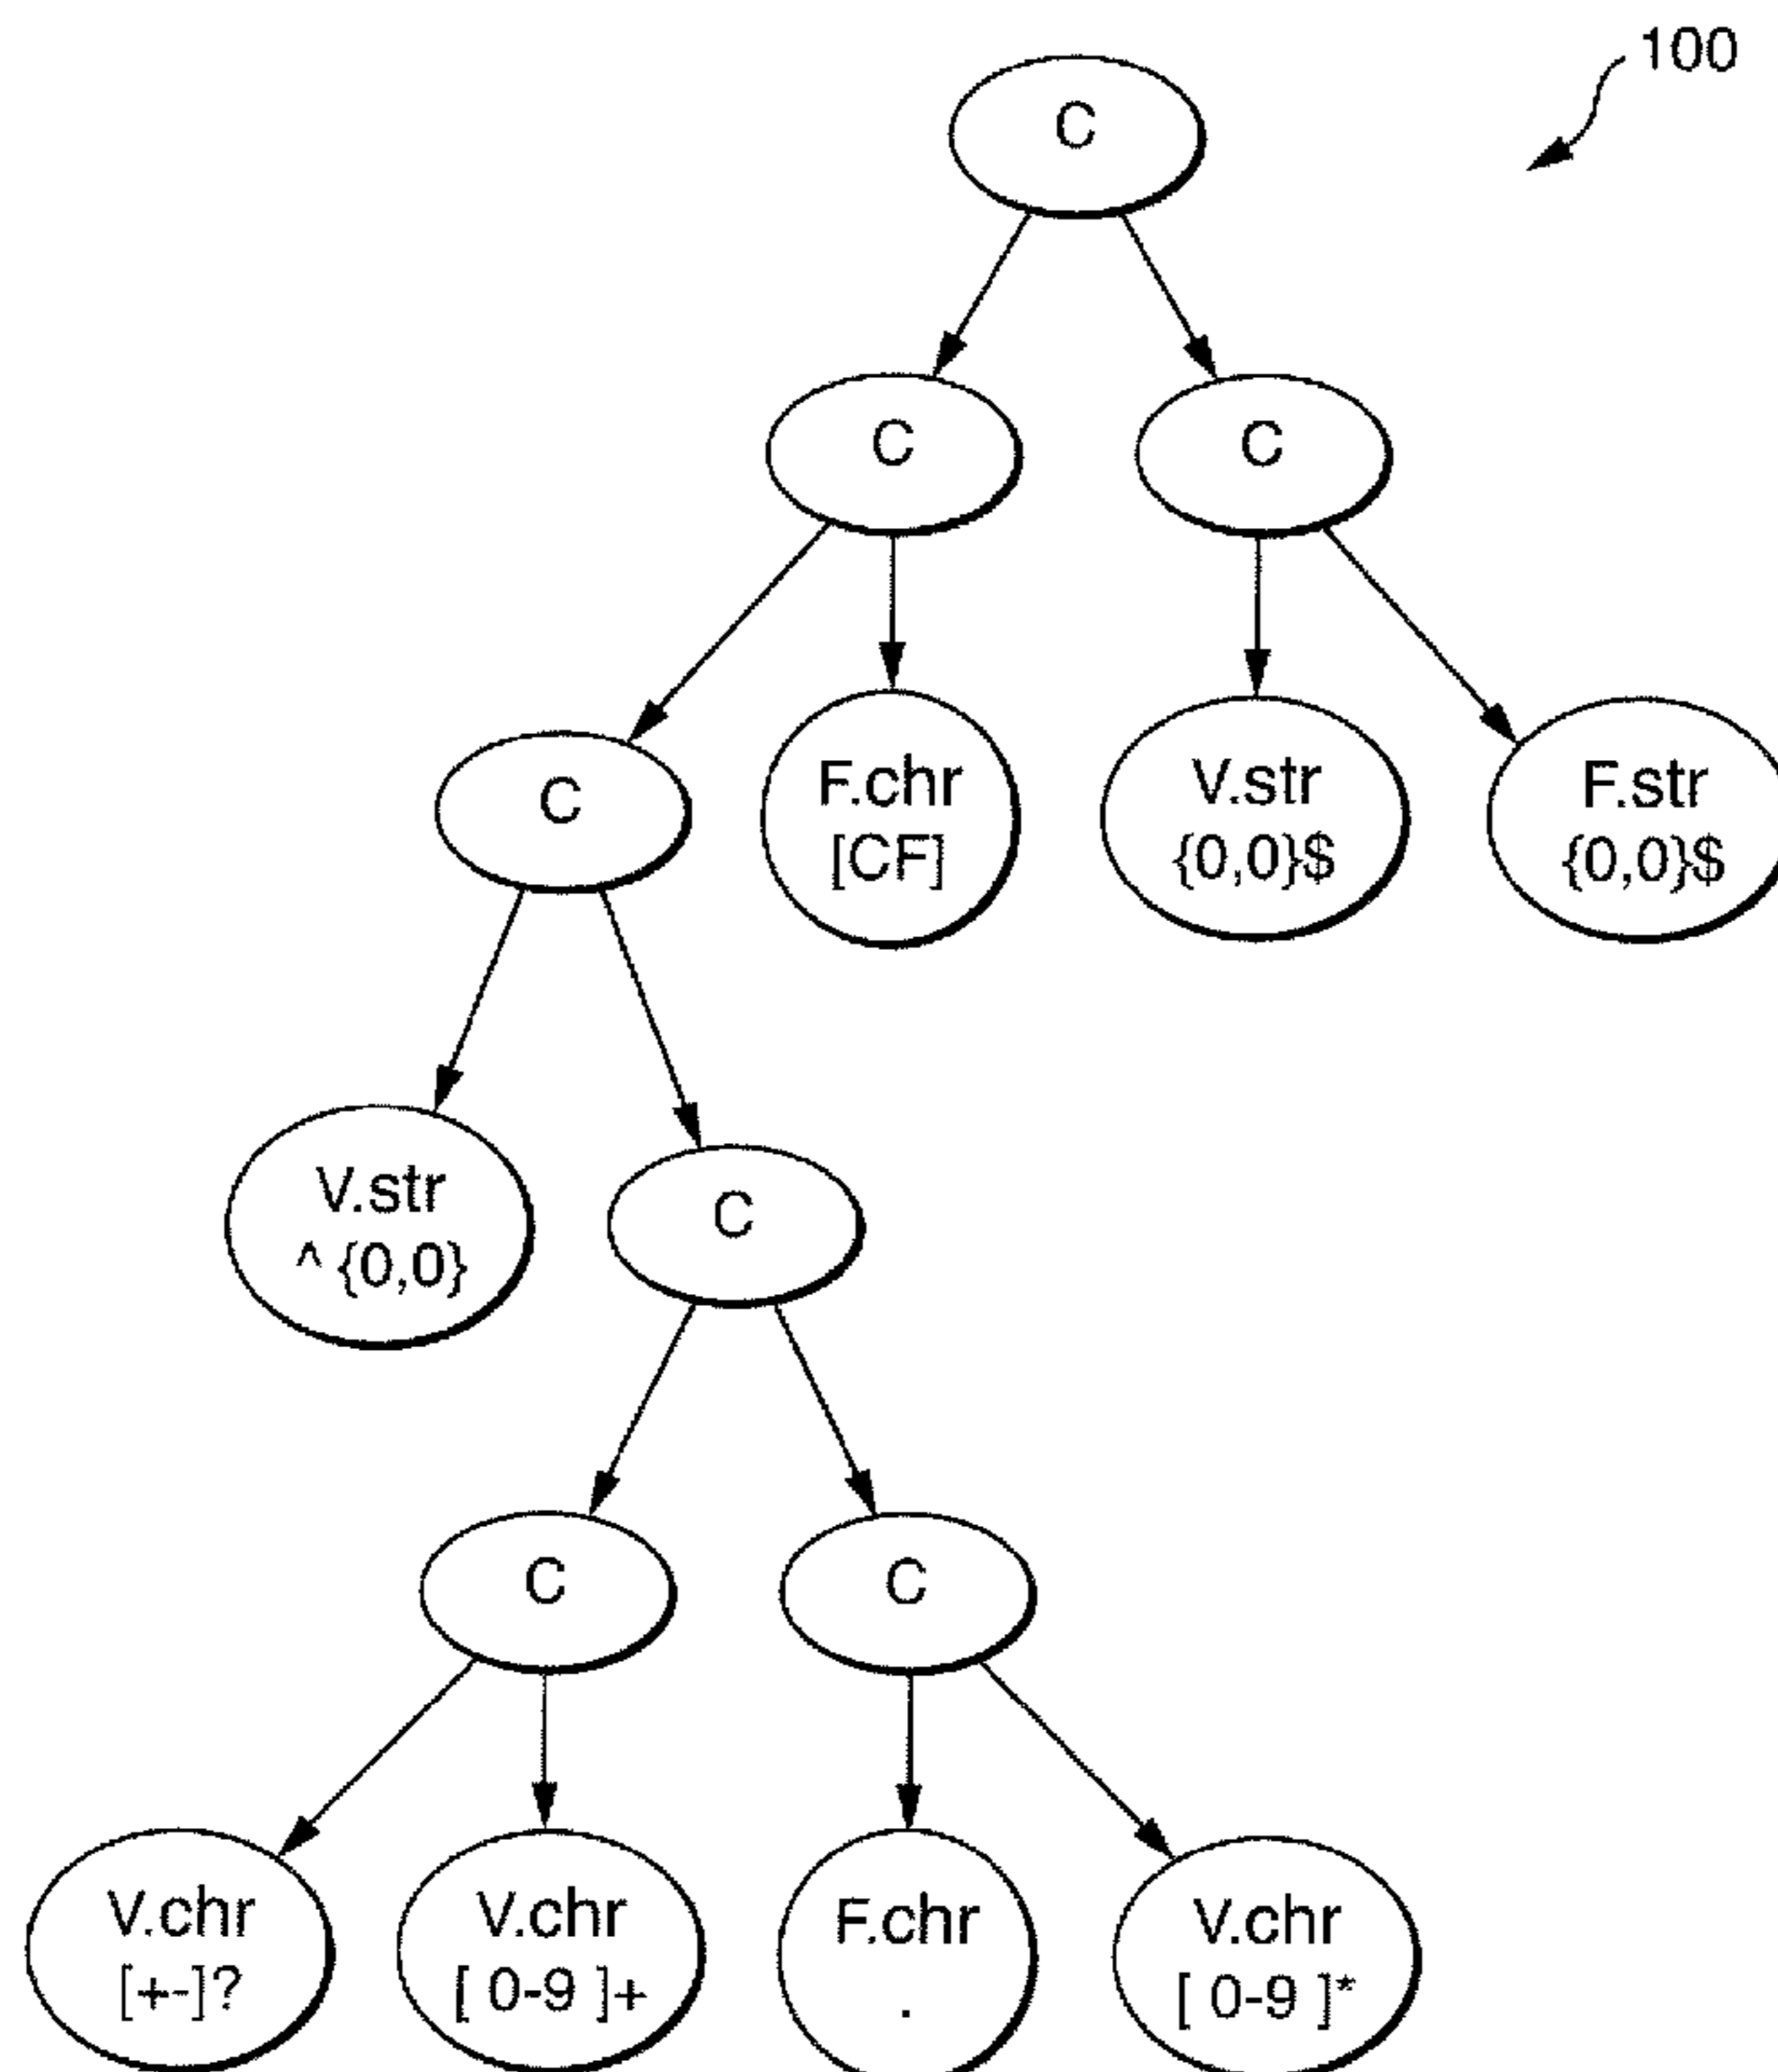 100
C
C
C
C
F.chr
[CF]
V.str
{0,0}$
F.str
{0,0}$
V.str
^ {0,0}
C
C
C
V.chr
[+-]?
V.chr
[ 0-9 ]+
F.chr
.
V.chr
[ 0-9 ]*